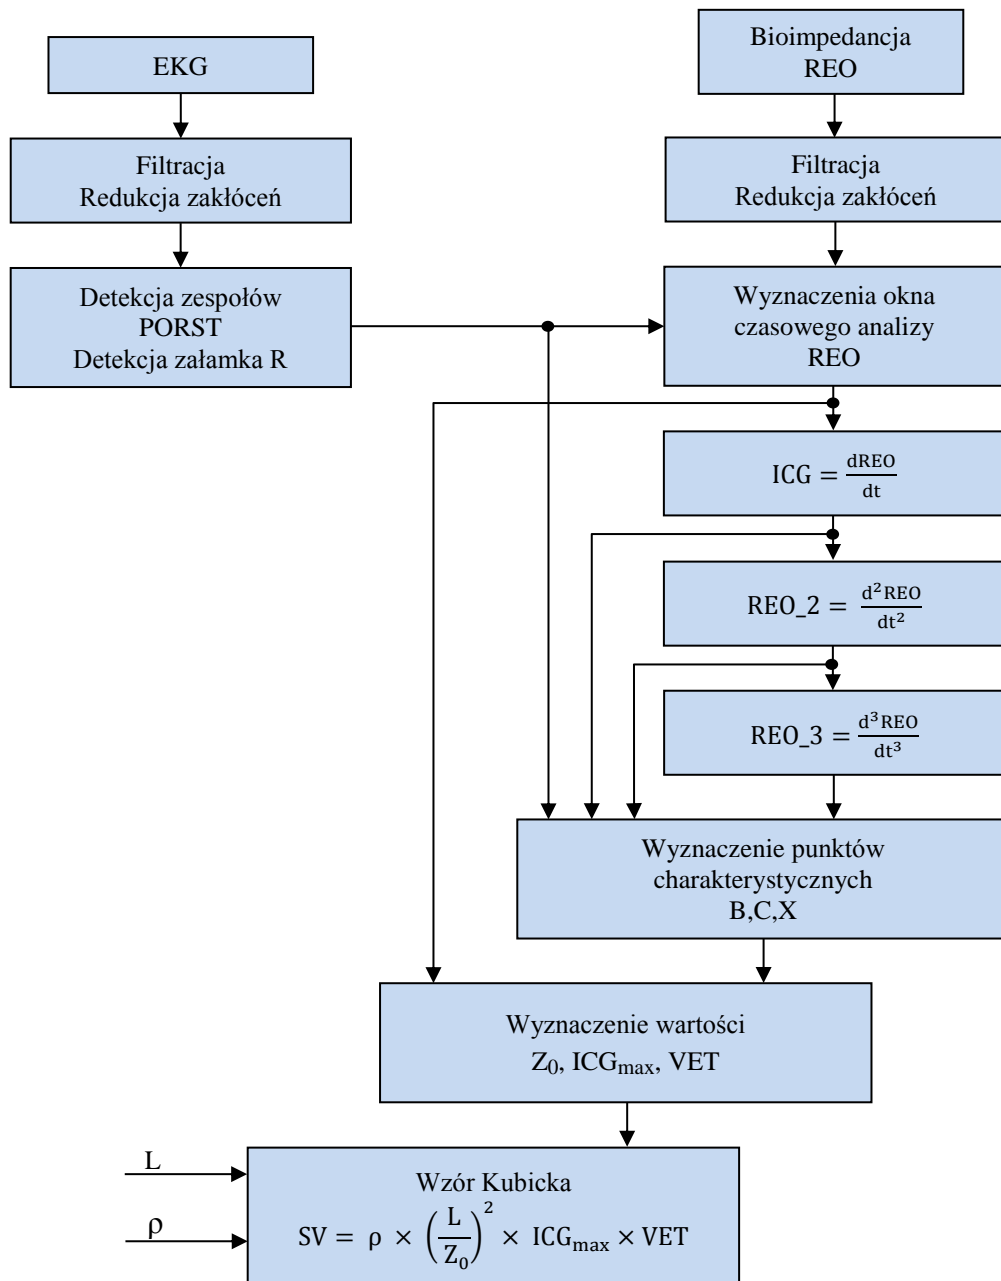 EKG
Bioimpedancja
REO
Filtracja
Redukcja zakłóceń
Filtracja
Redukcja zakłóceń
Detekcja zespołów
PORST
Detekcja załamka R
Wyznaczenia okna
czasowego analizy
REO
ICG = dREO/dt
REO_2 = d²REO/dt²
REO_3 = d³REO/dt³
Wyznaczenie punktów
charakterystycznych
B,C,X
Wyznaczenie wartości
Z₀, ICGₘₐₓ, VET
L
ρ
Wzór Kubicka
SV = ρ × (L/Z₀)² × ICGₘₐₓ × VET